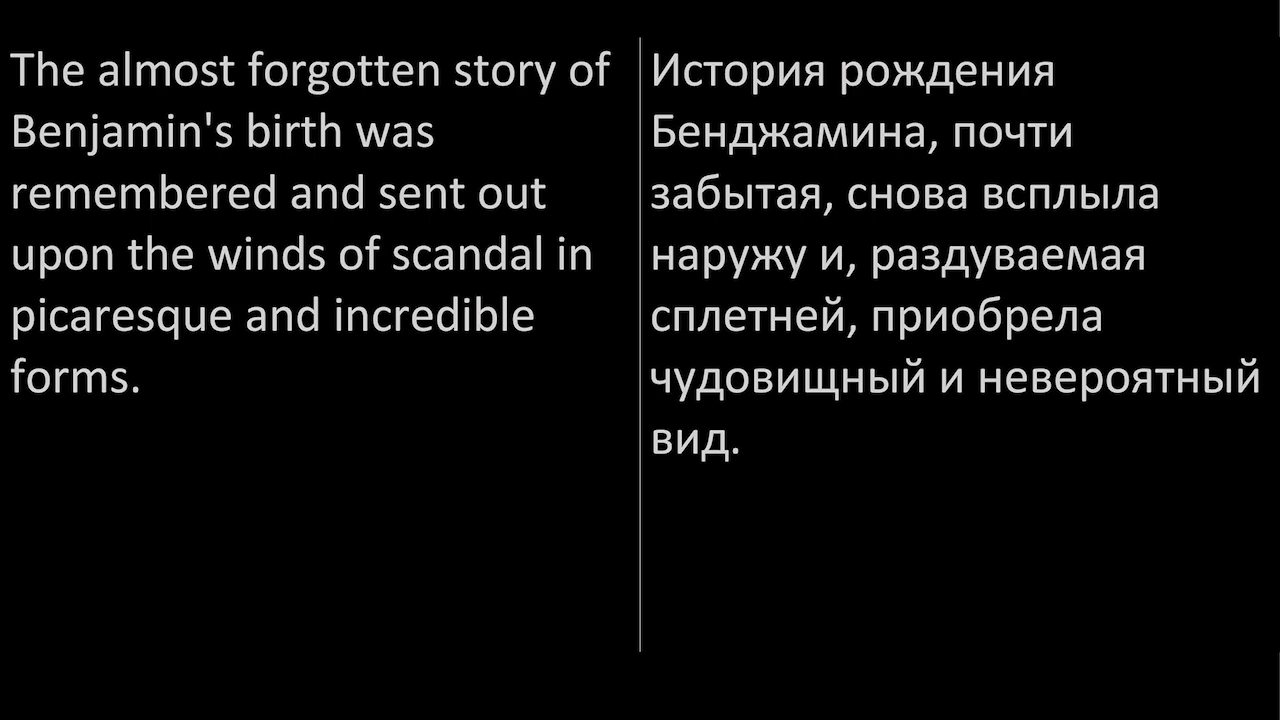 The almost forgotten story of
Benjamin's birth was
remembered and sent out
upon the winds of scandal in
picaresque and incredible
forms.
История рождения
Бенджамина, почти
забытая, снова всплыла
наружу и, раздуваемая
сплетней, приобрела
чудовищный и невероятный
вид.